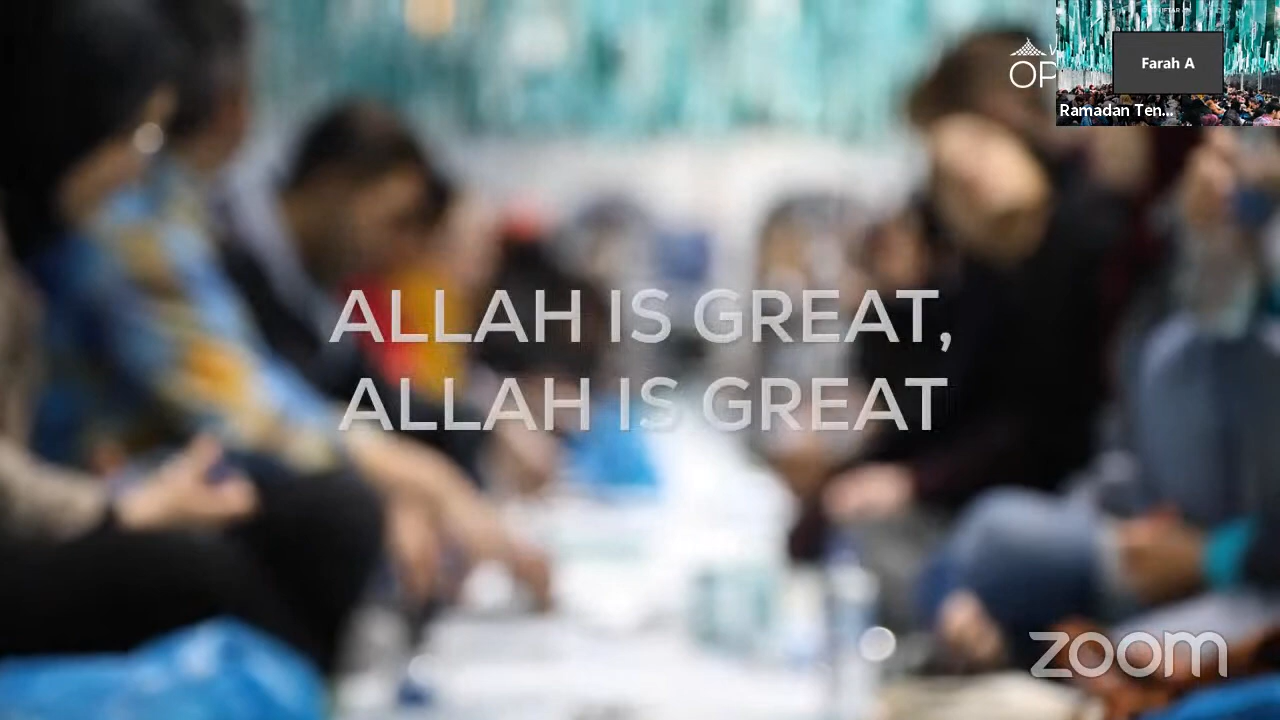 ALLAH IS GREAT,
ALLAH IS GREAT
OP
Farah A
Ramadan Ten...
zoom